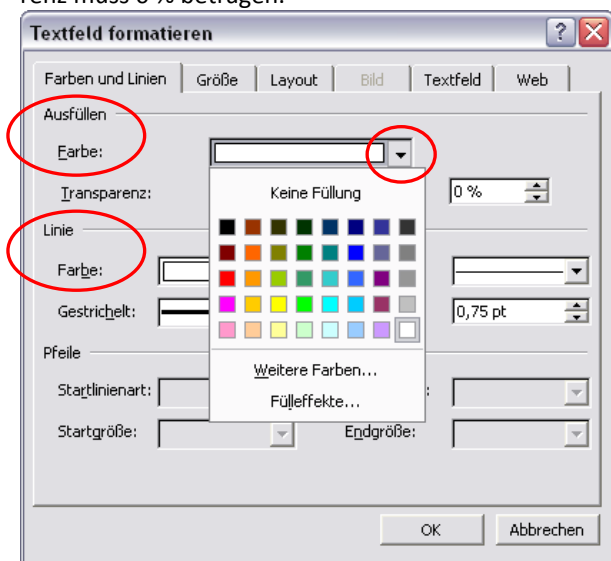 renz muss 0 % betragen.
Textfeld formatieren
Farben und Linien Größe Layout Bild Textfeld Web
Ausfüllen
Farbe:
Keine Füllung
Transparenz: 0 %
Linie
Farbe:
Gestrichelt: 0,75 pt
Weitere Farben...
Pfeile
Startlinienart: :
Fülleffekte...
Startgröße: Endgröße:
OK Abbrechen